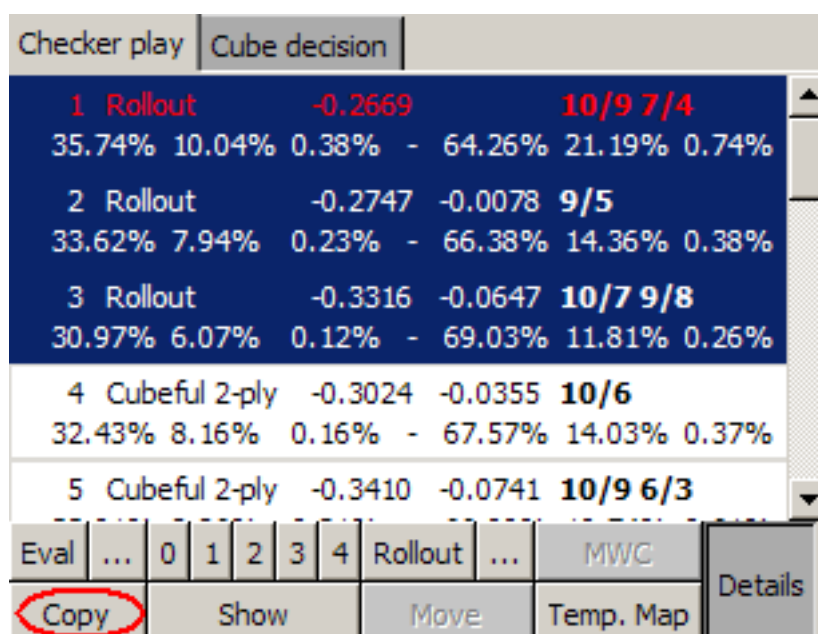 Checker play Cube decision
1 Rollout -0.2669 10/9 7/4
35.74% 10.04% 0.38% - 64.26% 21.19% 0.74%
2 Rollout -0.2747 -0.0078 9/5
33.62% 7.94% 0.23% - 66.38% 14.36% 0.38%
3 Rollout -0.3316 -0.0647 10/7 9/8
30.97% 6.07% 0.12% - 69.03% 11.81% 0.26%
4 Cubeful 2-ply -0.3024 -0.0355 10/6
32.43% 8.16% 0.16% - 67.57% 14.03% 0.37%
5 Cubeful 2-ply -0.3410 -0.0741 10/9 6/3
Eval ... 0 1 2 3 4 Rollout ... MWC
Details
Copy Show Move Temp. Map